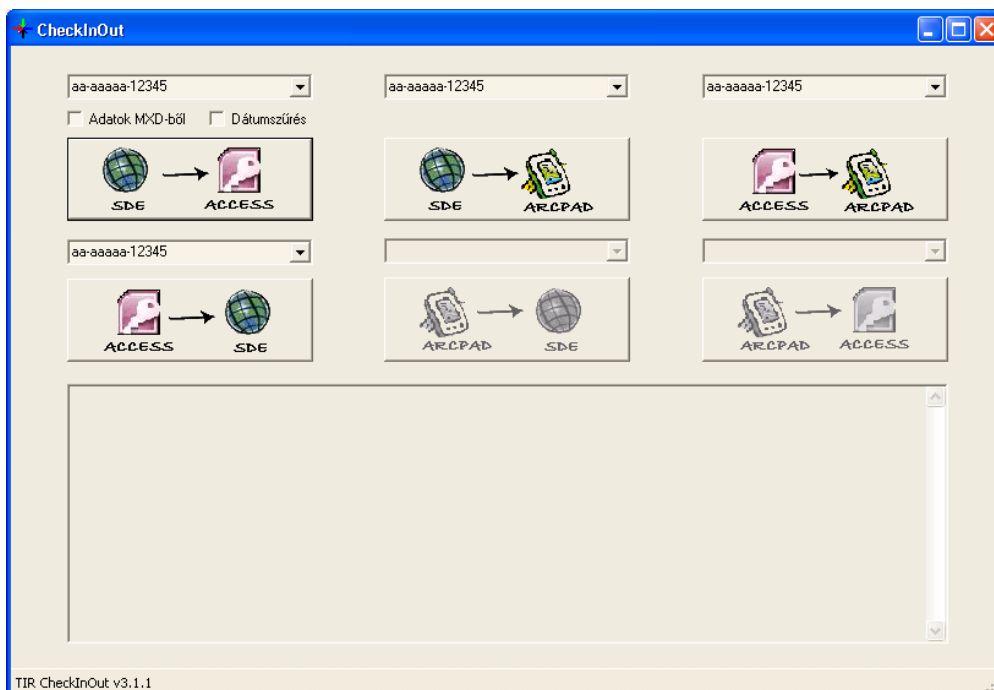 CheckInOut
aa-aaaaa-12345 aa-aaaaa-12345 aa-aaaaa-12345
Adatok MXD-ből Dátumszűrés
SDE ACCESS SDE ARCPAD ACCESS ARCPAD
aa-aaaaa-12345
ACCESS SDE ARCPAD SDE ARCPAD ACCESS
TIR CheckInOut v3.1.1